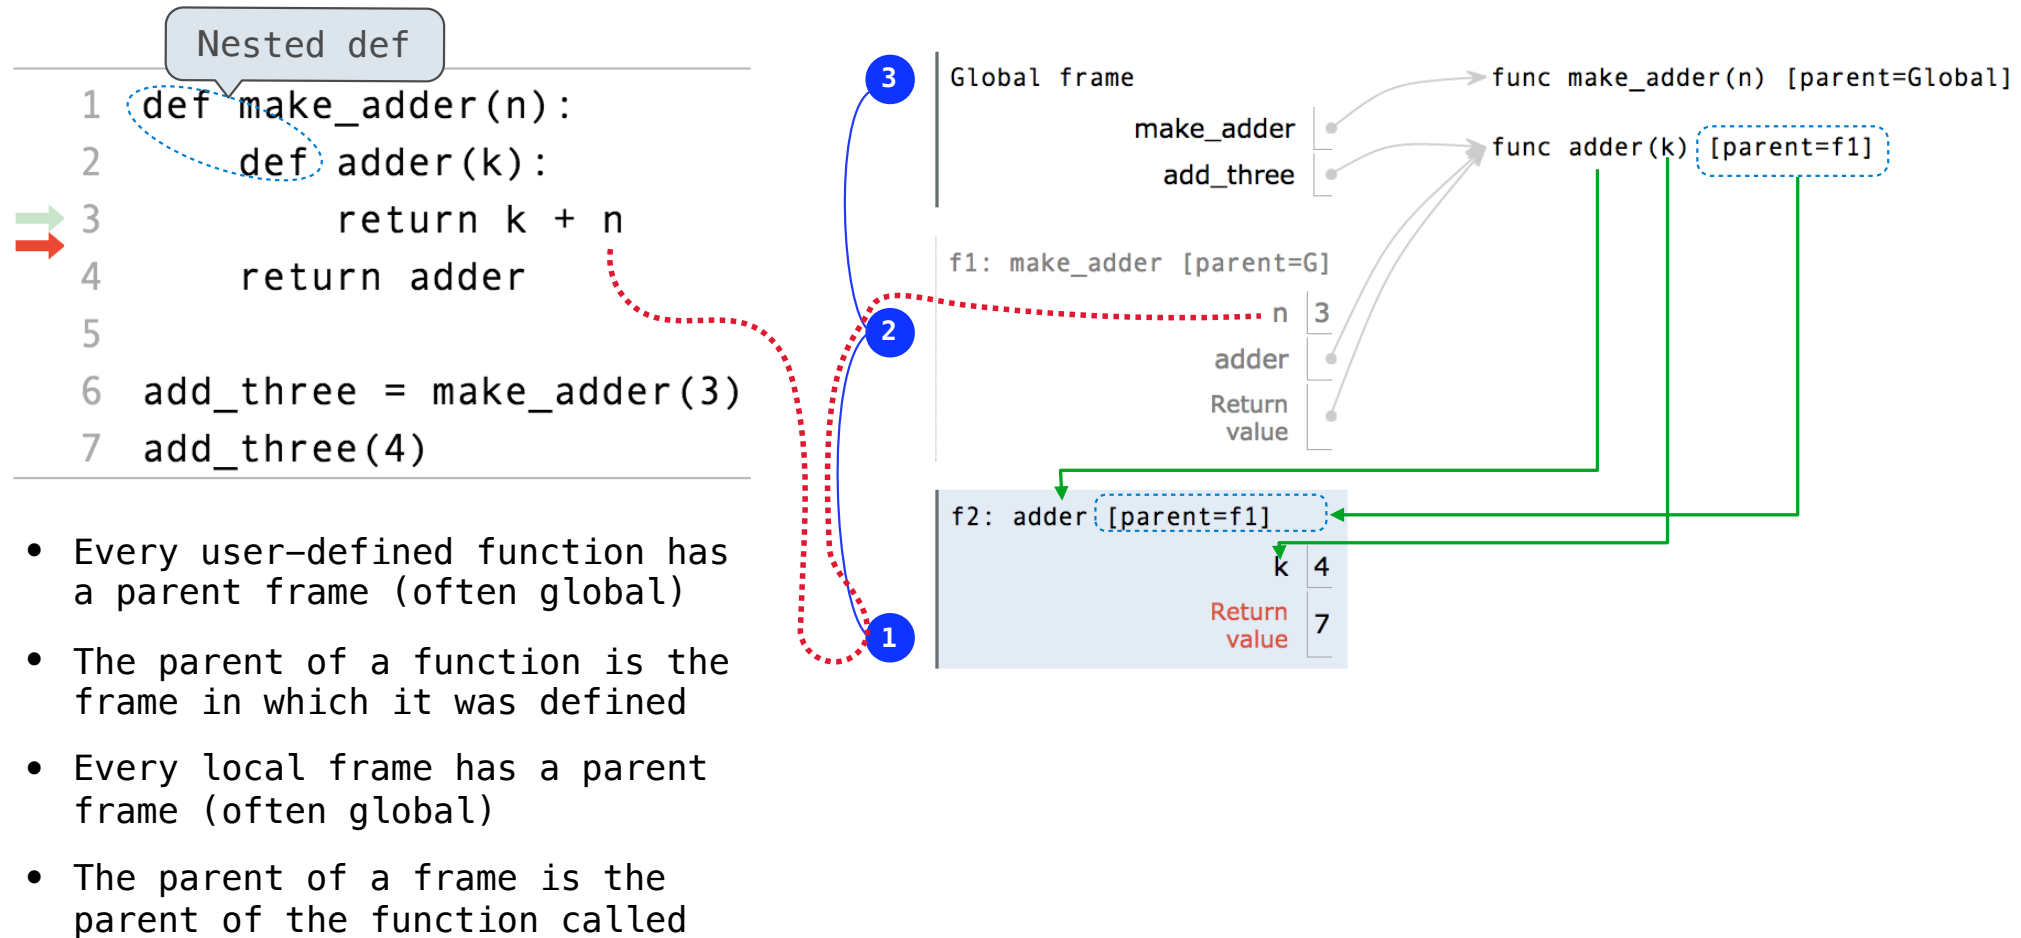 Nested def
1 def make_adder(n):
2 def adder(k):
3 return k + n
4 return adder
5
6 add_three = make_adder(3)
7 add_three(4)
• Every user-defined function has
a parent frame (often global)
• The parent of a function is the
frame in which it was defined
• Every local frame has a parent
frame (often global)
• The parent of a frame is the
parent of the function called
3
Global frame
make_adder
add_three
func make_adder(n) [parent=Global]
func adder(k) [parent=f1]
2
f1: make_adder [parent=G]
n 3
adder
Return
value
1
f2: adder [parent=f1]
k 4
Return
value 7